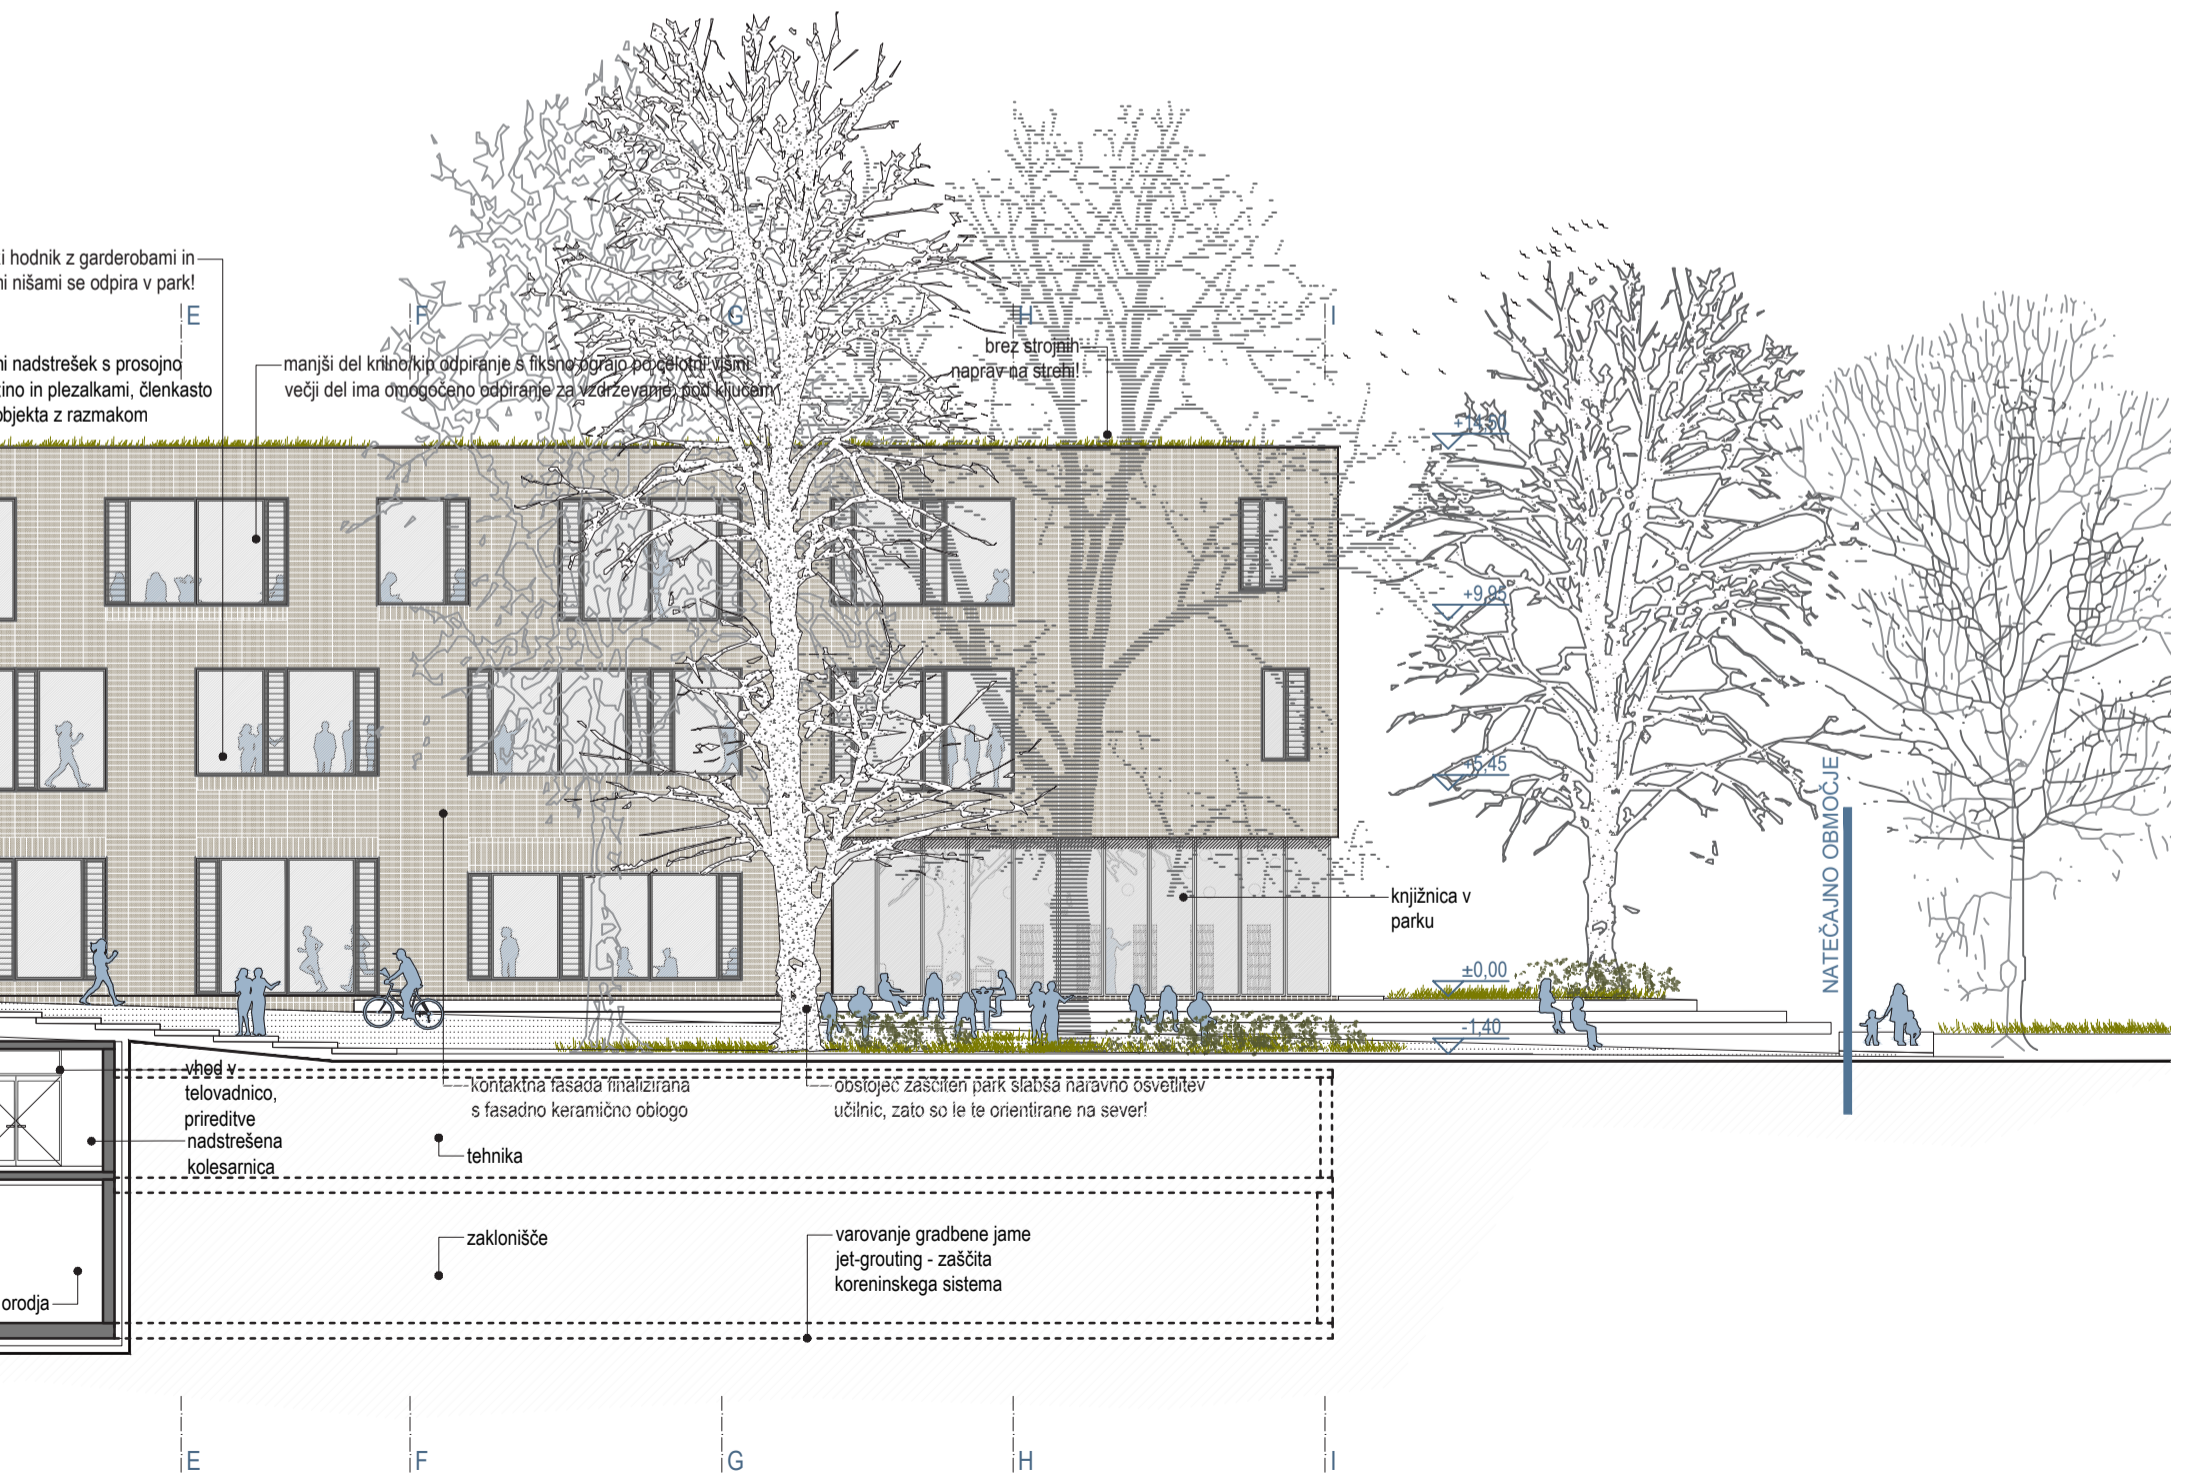 i hodnik z garderobami in
ni nišami se odpira v park!
E
F
G
H
I
ni nadstrešek s prosojno
ino in plezalkami, členkasto
objekta z razmakom
manjši del krilno/kip odpiranje s fiksno ograjo po celotni višini
večji del ima omogočeno odpiranje za vzdrževanje, pod ključem
brez strojnih
naprav na strehi!
+14,50
+9,95
+5,45
±0,00
-1,40
NATEČAJNO OBMOČJE
knjižnica v
parku
vhod v
telovadnico,
prireditve
nadstrešena
kolesarnica
kontaktna fasada finalizirana
s fasadno keramično oblogo
obstoječ zaščiten park slabša naravno osvetlitev
učilnic, zato so le te orientirane na sever!
tehnika
zaklonišče
varovanje gradbene jame
jet-grouting - zaščita
koreninskega sistema
orodja
E
F
G
H
I